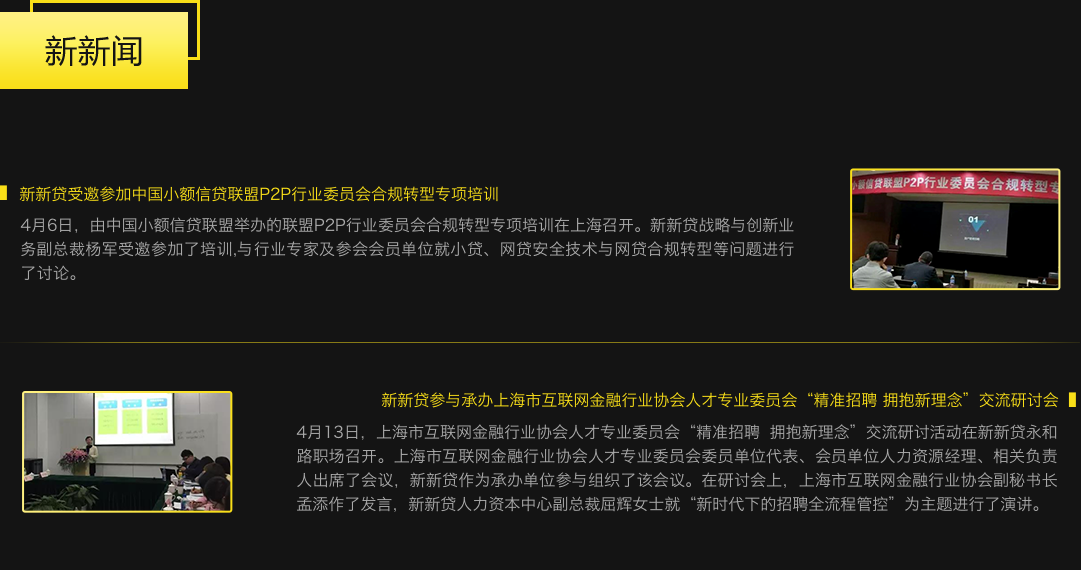 新新闻
新新贷受邀参加中国小额信贷联盟P2P行业委员会合规转型专项培训
4月6日，由中国小额信贷联盟举办的联盟P2P行业委员会合规转型专项培训在上海召开。新新贷战略与创新业
务副总裁杨军受邀参加了培训,与行业专家及参会会员单位就小贷、网贷安全技术与网贷合规转型等问题进行
了讨论。
小额信贷联盟P2P行业委员会合规转型专
01
新新贷参与承办上海市互联网金融行业协会人才专业委员会“精准招聘 拥抱新理念”交流研讨会
4月13日，上海市互联网金融行业协会人才专业委员会“精准招聘 拥抱新理念”交流研讨活动在新新贷永和
路职场召开。上海市互联网金融行业协会人才专业委员会委员单位代表、会员单位人力资源经理、相关负责
人出席了会议，新新贷作为承办单位参与组织了该会议。在研讨会上，上海市互联网金融行业协会副秘书长
孟添作了发言，新新贷人力资本中心副总裁屈辉女士就“新时代下的招聘全流程管控”为主题进行了演讲。